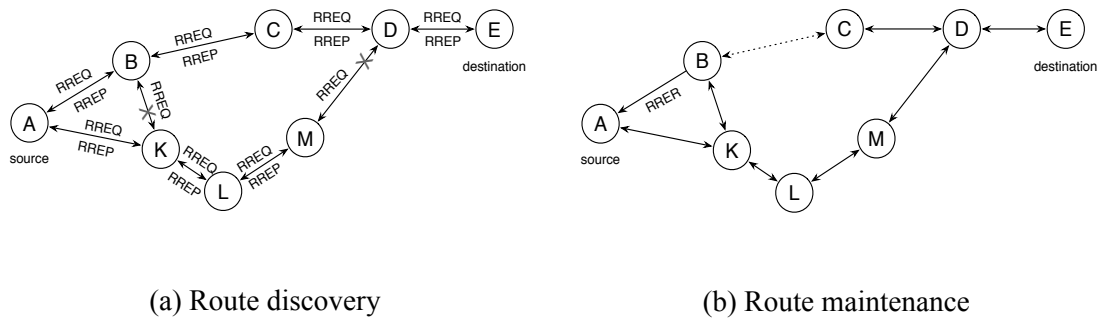 RREQ
RREP
RREQ
RREP
RREQ
RREP
RREQ
RREP
RREQ
RREP
RREQ
RREQ
RREQ
RREP
RREQ
RREP
A
B
C
D
E
K
L
M
source
destination
(a) Route discovery
RRER
A
B
C
D
E
K
L
M
source
destination
(b) Route maintenance